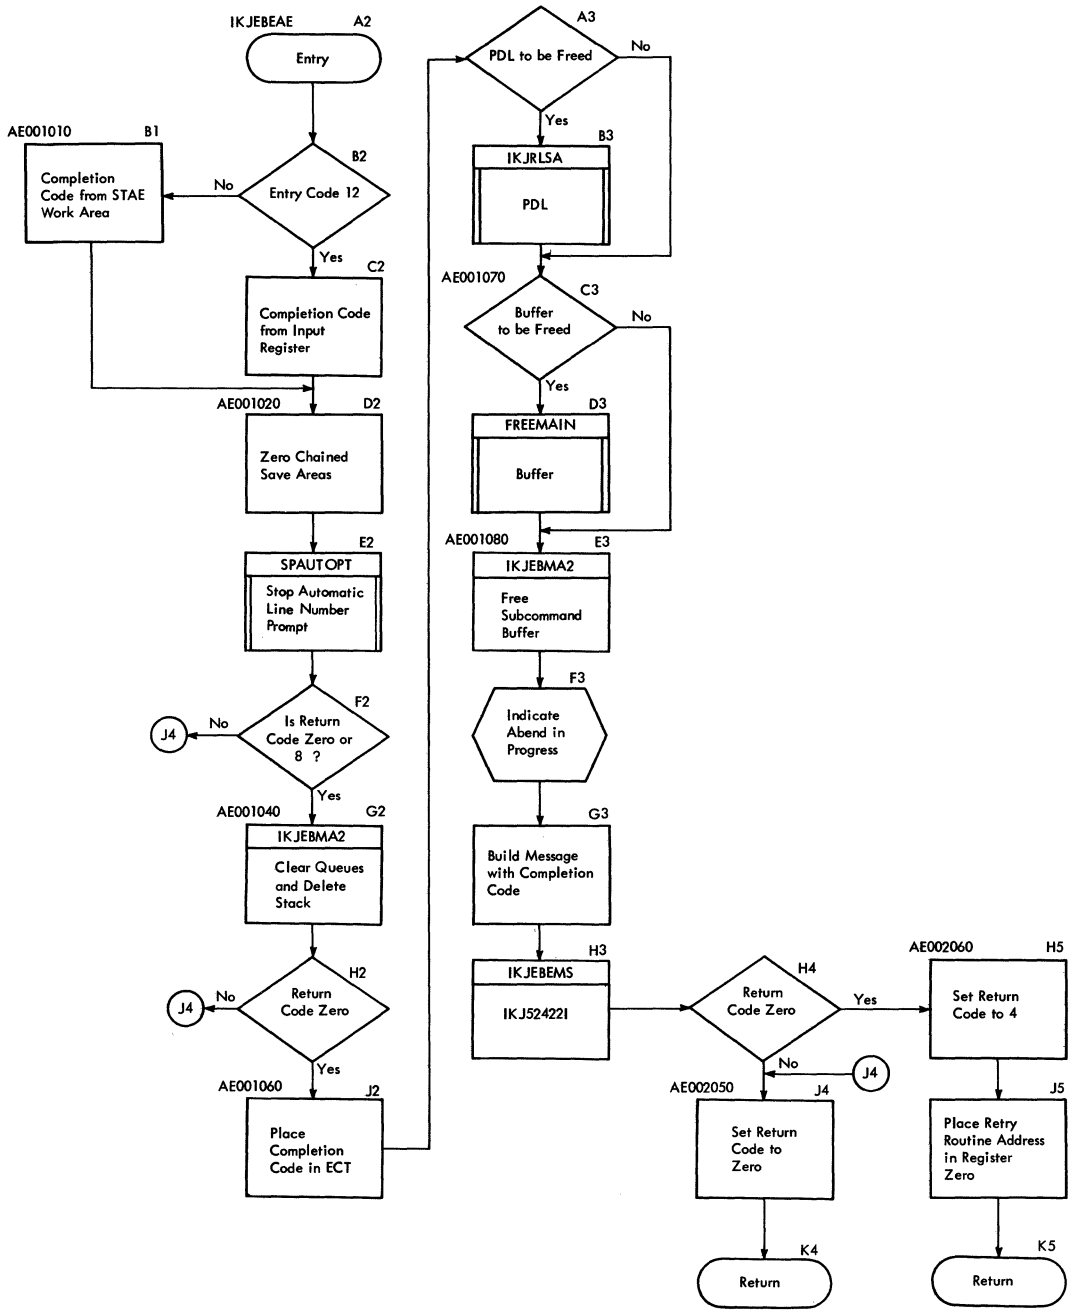 IKJEBEAE A2
Entry
AE001010 B1
Completion
Code from STAE
Work Area
B2
Entry Code 12
No
Yes
C2
Completion Code
from Input
Register
AE001020 D2
Zero Chained
Save Areas
E2
SPAUTOPT
Stop Automatic
Line Number
Prompt
F2
Is Return
Code Zero or
8 ?
No
J4
Yes
AE001040 G2
IKJEBMA2
Clear Queues
and Delete
Stack
H2
Return
Code Zero
No
J4
Yes
AE001060 J2
Place
Completion
Code in ECT
A3
PDL to be Freed
No
Yes
B3
IKJRLSA
PDL
AE001070 C3
Buffer
to be Freed
No
Yes
D3
FREEMAIN
Buffer
AE001080 E3
IKJEBMA2
Free
Subcommand
Buffer
F3
Indicate
Abend in
Progress
G3
Build Message
with Completion
Code
H3
IKJEBEMS
IKJ52422I
H4
Return
Code Zero
Yes
No
J4
AE002050 J4
Set Return
Code to
Zero
K4
Return
AE002060 H5
Set Return
Code to 4
J5
Place Retry
Routine Address
in Register
Zero
K5
Return